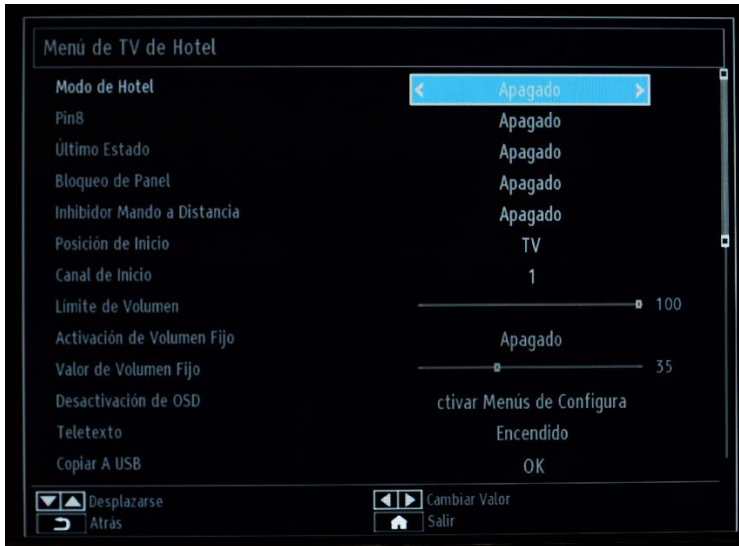 Menú de TV de Hotel
Modo de Hotel Apagado
Pin8 Apagado
Último Estado Apagado
Bloqueo de Panel Apagado
Inhibidor Mando a Distancia Apagado
Posición de Inicio TV
Canal de Inicio 1
Límite de Volumen 100
Activación de Volumen Fijo Apagado
Valor de Volumen Fijo 35
Desactivación de OSD ctivar Menús de Configura
Teletexto Encendido
Copiar A USB OK
Desplazarse Cambiar Valor
Atrás Salir